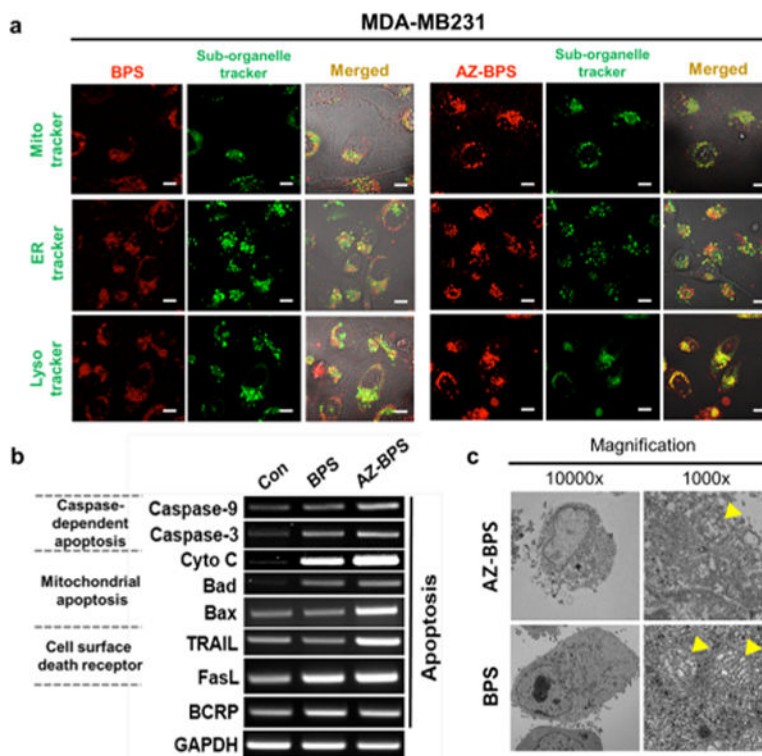 MDA-MB231
a
BPS
Sub-organelle
tracker
Merged
AZ-BPS
Sub-organelle
tracker
Merged
Mito
tracker
ER
tracker
Lyso
tracker
b
Con
BPS
AZ-BPS
Caspase-
dependent
apoptosis
Mitochondrial
apoptosis
Cell surface
death receptor
Caspase-9
Caspase-3
Cyto C
Bad
Bax
TRAIL
FasL
BCRP
GAPDH
Apoptosis
c
Magnification
10000x
1000x
AZ-BPS
BPS